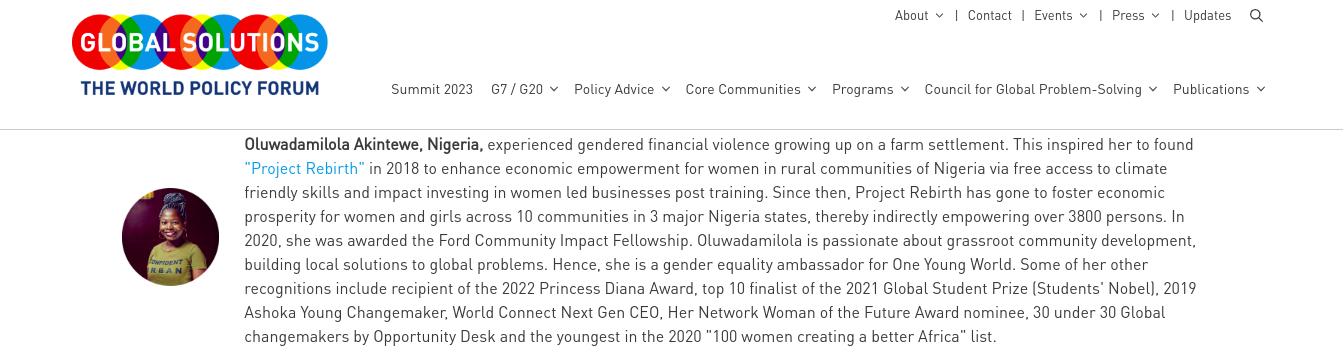 About | Contact | Events | Press | Updates
GLOBAL SOLUTIONS
THE WORLD POLICY FORUM
Summit 2023 G7 / G20 Policy Advice Core Communities Programs Council for Global Problem-Solving Publications
Oluwadamilola Akintewe, Nigeria, experienced gendered financial violence growing up on a farm settlement. This inspired her to found
"Project Rebirth" in 2018 to enhance economic empowerment for women in rural communities of Nigeria via free access to climate
friendly skills and impact investing in women led businesses post training. Since then, Project Rebirth has gone to foster economic
prosperity for women and girls across 10 communities in 3 major Nigeria states, thereby indirectly empowering over 3800 persons. In
2020, she was awarded the Ford Community Impact Fellowship. Oluwadamilola is passionate about grassroot community development,
building local solutions to global problems. Hence, she is a gender equality ambassador for One Young World. Some of her other
recognitions include recipient of the 2022 Princess Diana Award, top 10 finalist of the 2021 Global Student Prize (Students' Nobel), 2019
Ashoka Young Changemaker, World Connect Next Gen CEO, Her Network Woman of the Future Award nominee, 30 under 30 Global
changemakers by Opportunity Desk and the youngest in the 2020 "100 women creating a better Africa" list.
URBAN